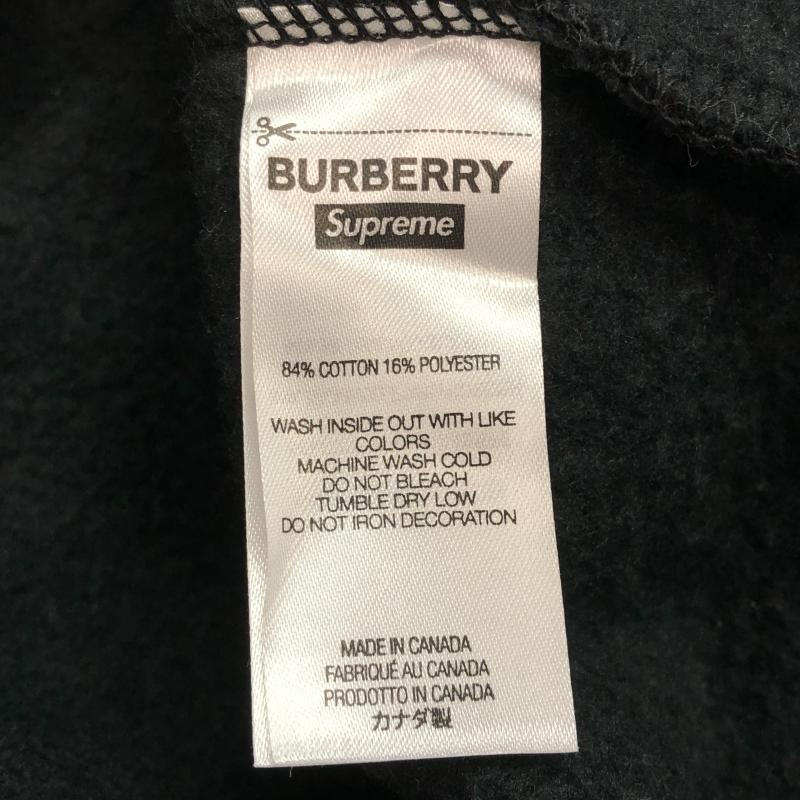 BURBERRY
Supreme
84% COTTON 16% POLYESTER
WASH INSIDE OUT WITH LIKE
COLORS
MACHINE WASH COLD
DO NOT BLEACH
TUMBLE DRY LOW
DO NOT IRON DECORATION
MADE IN CANADA
FABRIQUÉ AU CANADA
PRODOTTO IN CANADA
カナダ製